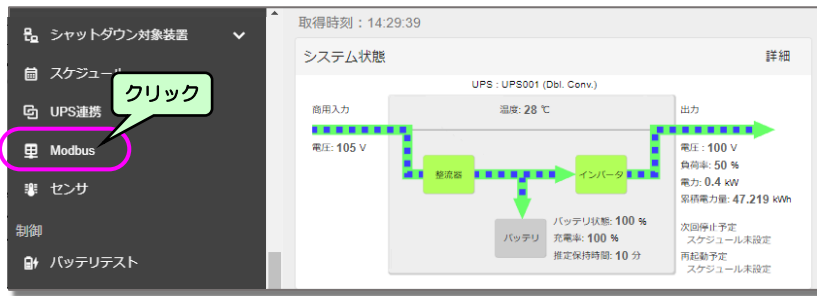 シャットダウン対象装置
スケジュール
クリック
UPS連携
Modbus
センサ
制御
バッテリテスト
取得時刻：14:29:39
システム状態
詳細
UPS : UPS001 (Dbl. Conv.)
商用入力
温度: 28 ℃
出力
電圧: 105 V
整流器
インバータ
電圧 : 100 V
負荷率: 50 %
電力: 0.4 kW
累積電力量: 47.219 kWh
バッテリ
バッテリ状態: 100 %
充電率: 100 %
推定保持時間: 10 分
次回停止予定
スケジュール未設定
再起動予定
スケジュール未設定